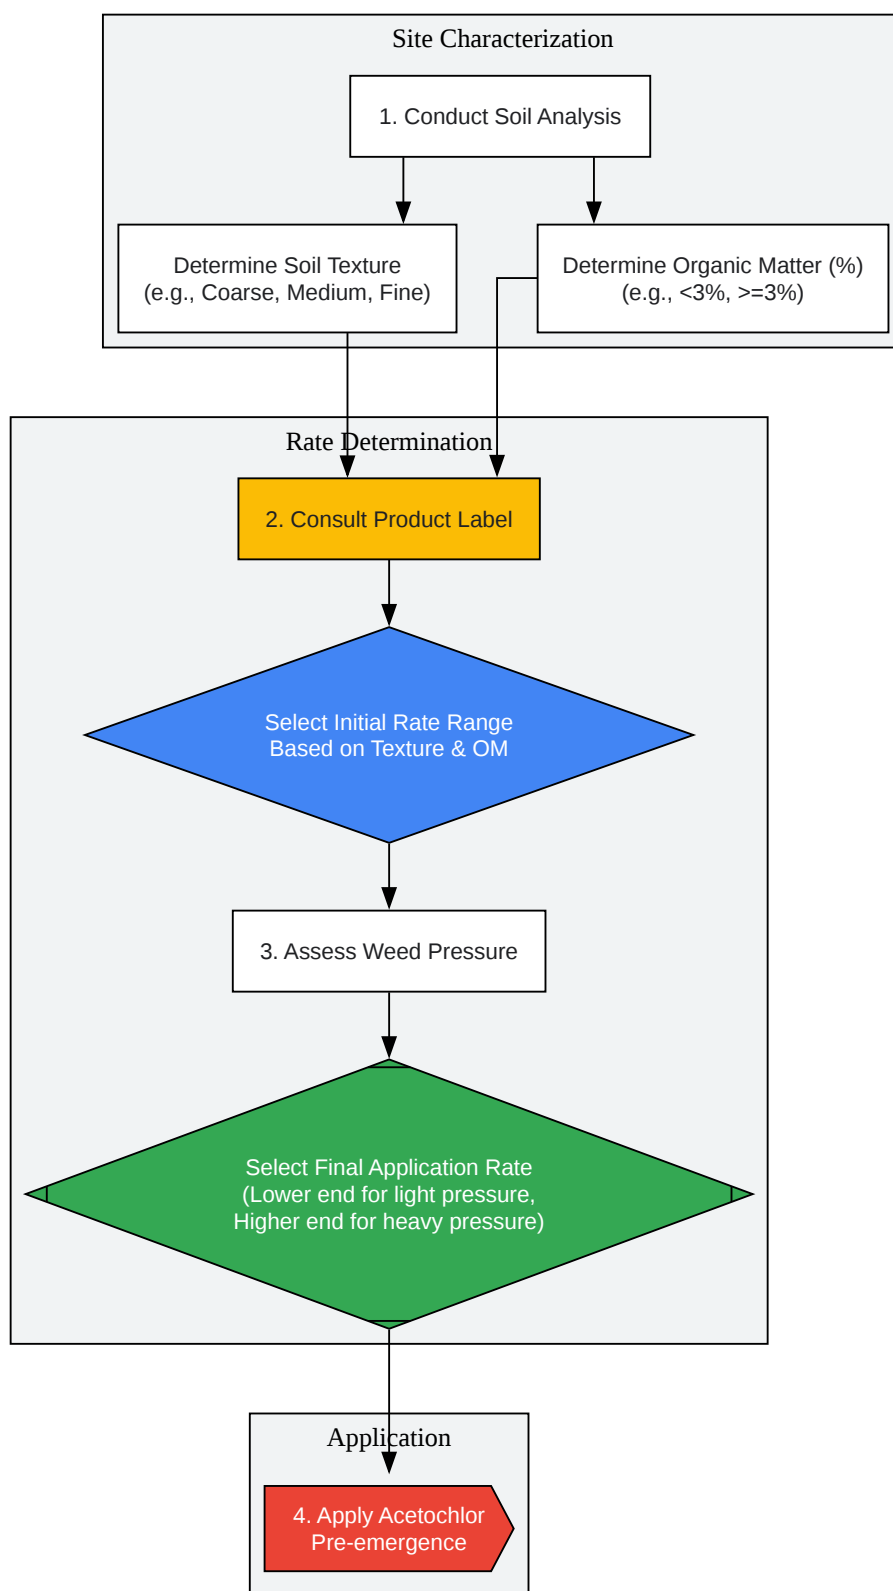 Site Characterization
1. Conduct Soil Analysis
Determine Soil Texture
(e.g., Coarse, Medium, Fine)
Determine Organic Matter (%)
(e.g., <3%, >=3%)
Rate Determination
2. Consult Product Label
Select Initial Rate Range
Based on Texture & OM
3. Assess Weed Pressure
Select Final Application Rate
(Lower end for light pressure,
Higher end for heavy pressure)
Application
4. Apply Acetochlor
Pre-emergence